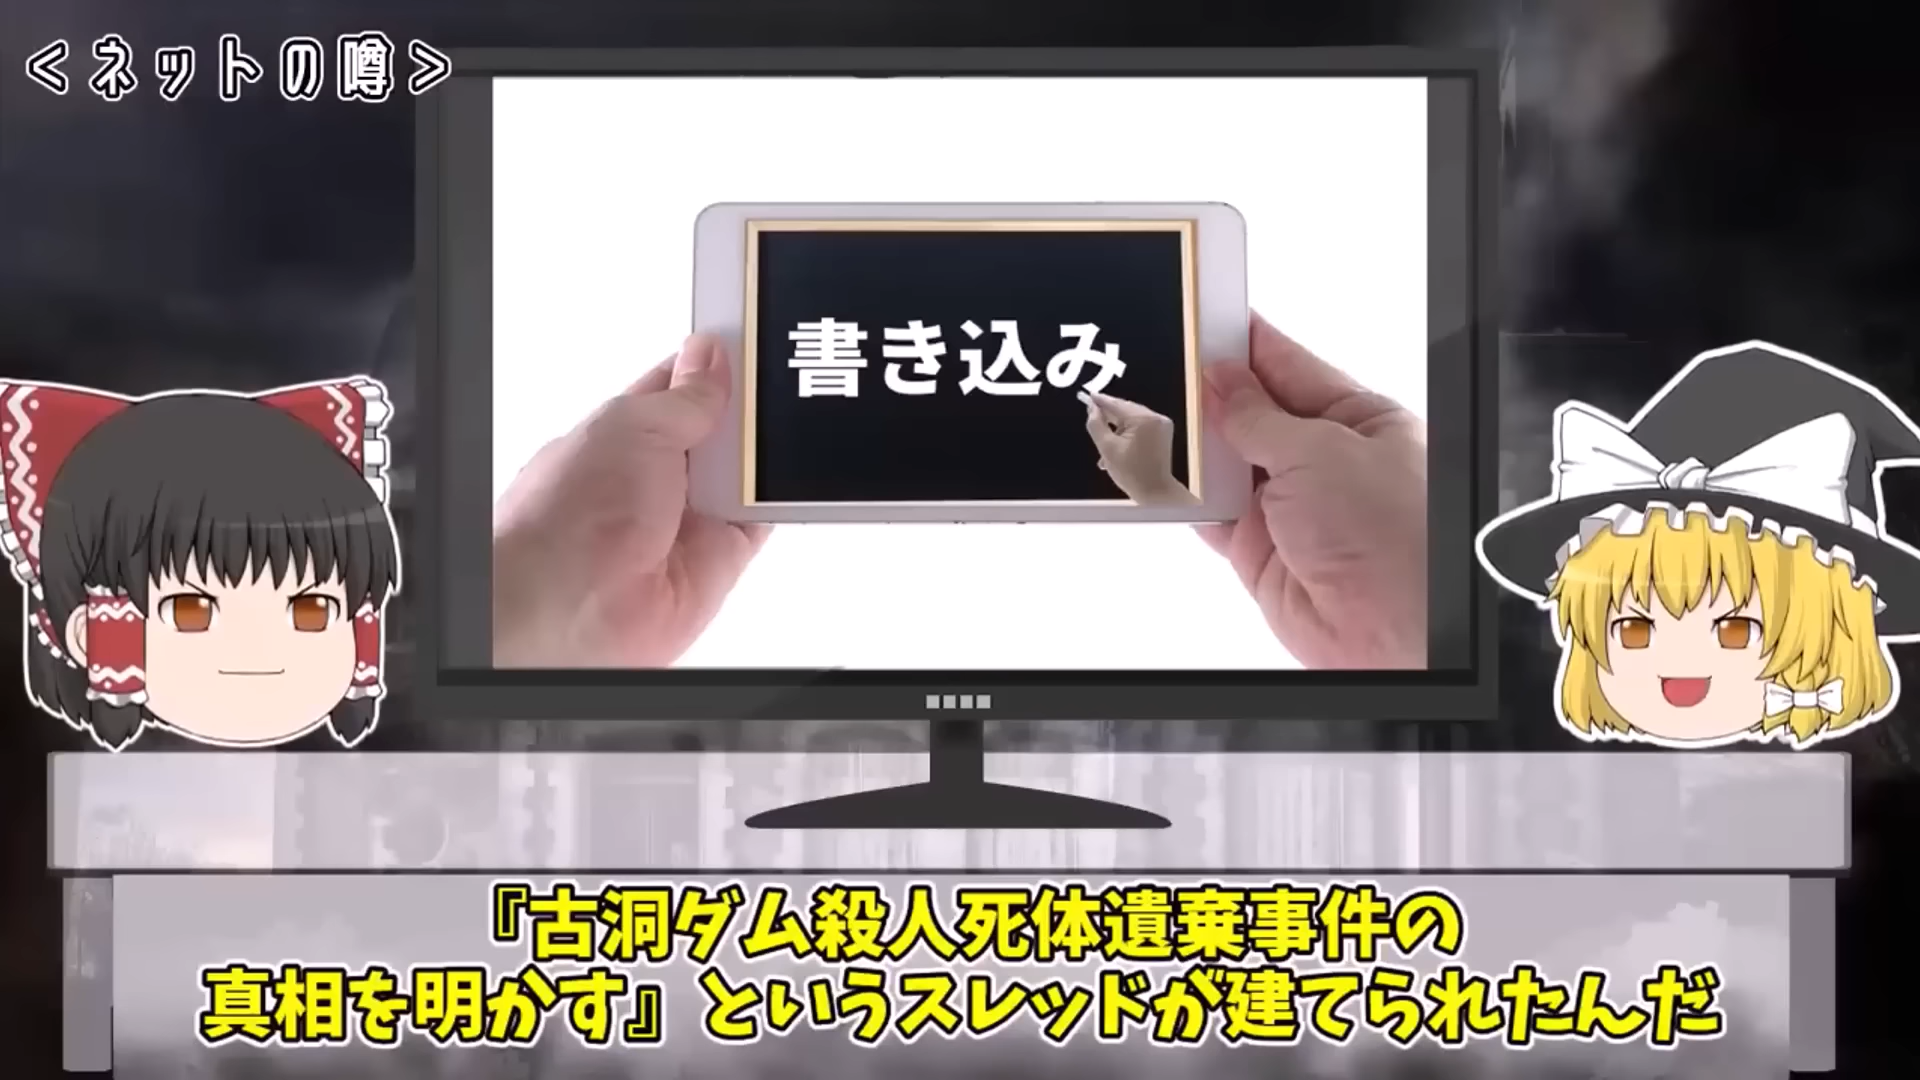 ＜ネットの噂＞
書き込み
『古洞ダム殺人死体遺棄事件の
真相を明かす』というスレッドが建てられたんだ